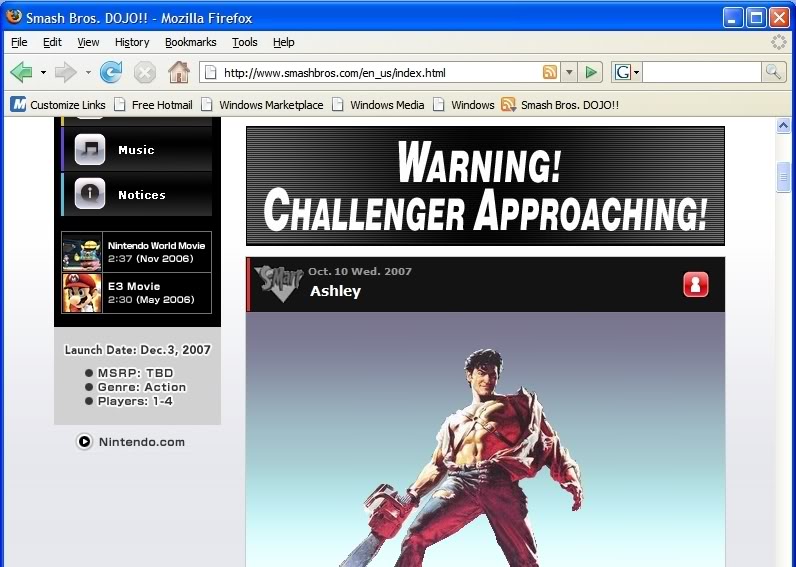 Smash Bros. DOJO!! - Mozilla Firefox
File Edit View History Bookmarks Tools Help
http://www.smashbros.com/en_us/index.html
G
M Customize Links Free Hotmail Windows Marketplace Windows Media Windows Smash Bros. DOJO!!
Music
Notices
Nintendo World Movie
2:37 (Nov 2006)
E3 Movie
2:30 (May 2006)
Launch Date: Dec.3, 2007
MSRP: TBD
Genre: Action
Players: 1-4
Nintendo.com
WARNING!
CHALLENGER APPROACHING!
S-Mart
Oct. 10 Wed. 2007
Ashley